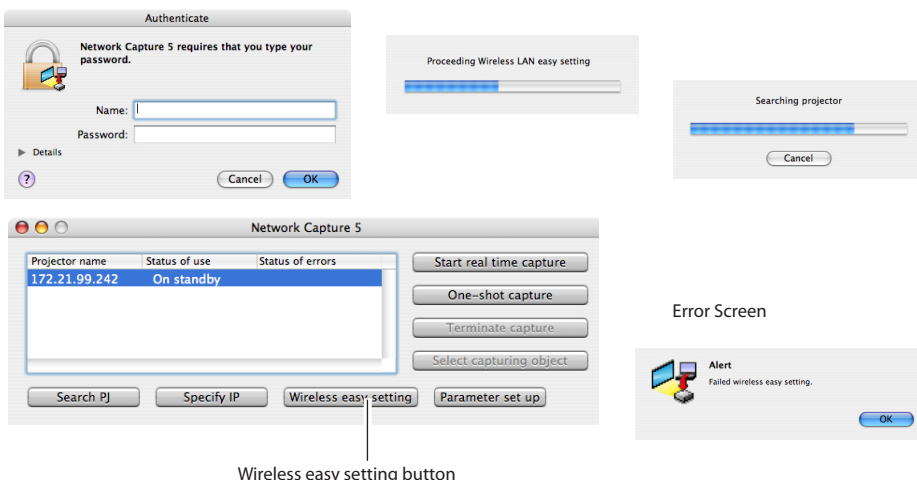 Authenticate
Network Capture 5 requires that you type your
password.
Name:
Password:
Details
?
Cancel
OK
Proceeding Wireless LAN easy setting
Searching projector
Cancel
Network Capture 5
Projector name Status of use Status of errors
172.21.99.242 On standby
Start real time capture
One-shot capture
Terminate capture
Select capturing object
Search PJ
Specify IP
Wireless easy setting
Parameter set up
Wireless easy setting button
Error Screen
Alert
Failed wireless easy setting.
OK